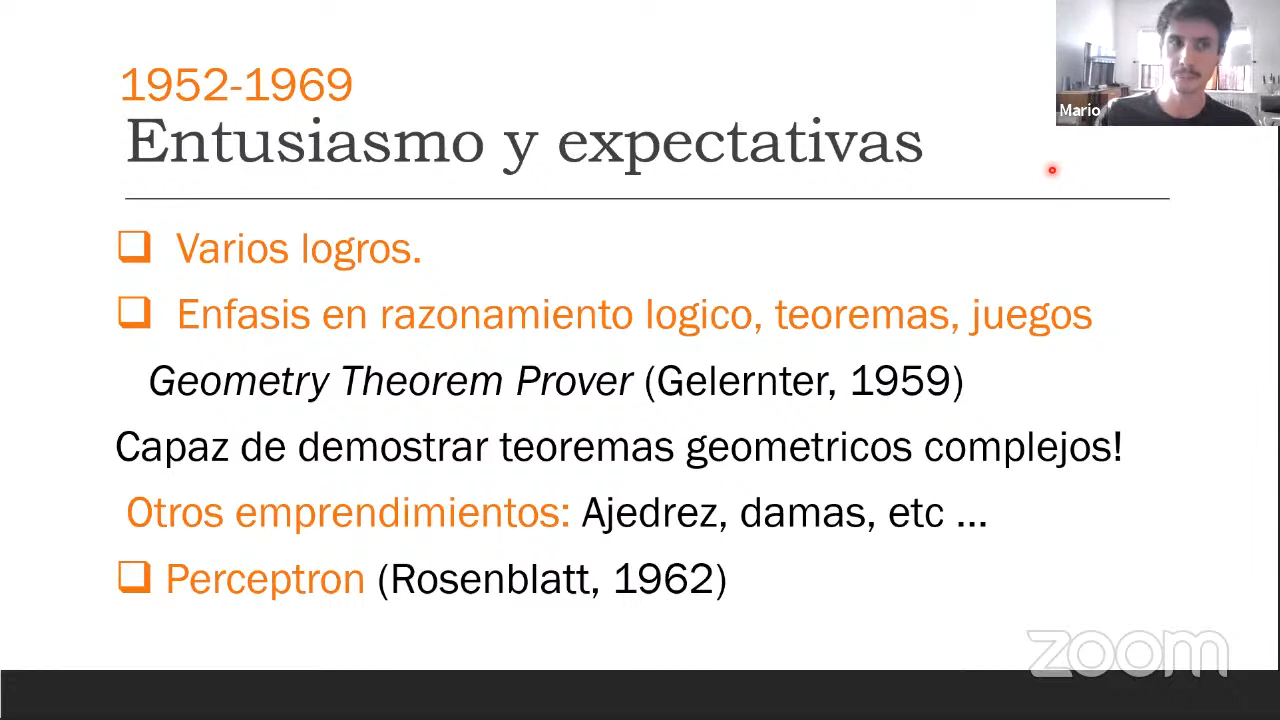 1952-1969
Entusiasmo y expectativas
Mario
Varios logros.
Enfasis en razonamiento logico, teoremas, juegos
Geometry Theorem Prover (Gelernter, 1959)
Capaz de demostrar teoremas geometricos complejos!
Otros emprendimientos: Ajedrez, damas, etc ...
Perceptron (Rosenblatt, 1962)
zoom